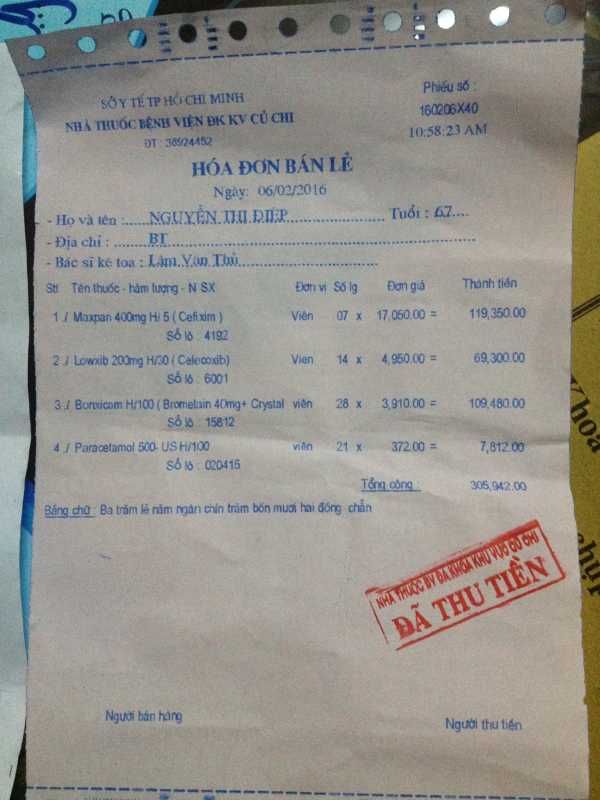 SỞ Y TẾ TP HỒ CHÍ MINH
NHÀ THUỐC BỆNH VIỆN ĐK KV CỦ CHI
ĐT : 38924452
Phiếu số :
160206X40
10:58:23 AM
HÓA ĐƠN BÁN LẺ
Ngày: 06/02/2016
- Họ và tên : NGUYỄN THỊ ĐIỆP Tuổi : 67
- Địa chỉ : BT
- Bác sĩ kê toa : Lâm Văn Thủ
Stt Tên thuốc - hàm lượng - N SX Đơn vị Số lg Đơn giá Thành tiền
1 ./ Maxpan 400mg H/ 5 ( Cefixim ) Viên 07 x 17,050.00 = 119,350.00
Số lô : 4192
2 ./ Lowxib 200mg H/30 ( Celecoxib) Viên 14 x 4,950.00 = 69,300.00
Số lô : 6001
3 ./ Bonxicam H/100 ( Bromelain 40mg+ Crystal viên 28 x 3,910.00 = 109,480.00
Số lô : 15812
4 ./ Paracetamol 500- US H/100 viên 21 x 372.00 = 7,812.00
Số lô : 020415
Tổng cộng : 305,942.00
Bằng chữ : Ba trăm lẻ năm ngàn chín trăm bốn mươi hai đồng chẵn
NHÀ THUỐC BV ĐA KHOA KHU VỰC CỦ CHI
ĐÃ THU TIỀN
Người bán hàng
Người thu tiền
Khoa